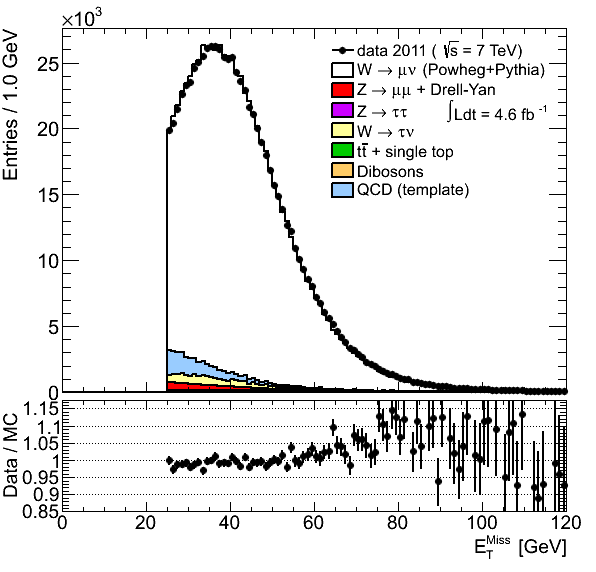 ×10³
Entries / 1.0 GeV
25
20
15
10
5
0
data 2011 ( √s = 7 TeV)
W → μν (Powheg+Pythia)
Z → μμ + Drell-Yan
Z → ττ
∫Ldt = 4.6 fb⁻¹
W → τν
tt̅ + single top
Dibosons
QCD (template)
Data / MC
1.15
1.1
1.05
1
0.95
0.9
0.85
0 20 40 60 80 100 120
E_T^Miss [GeV]